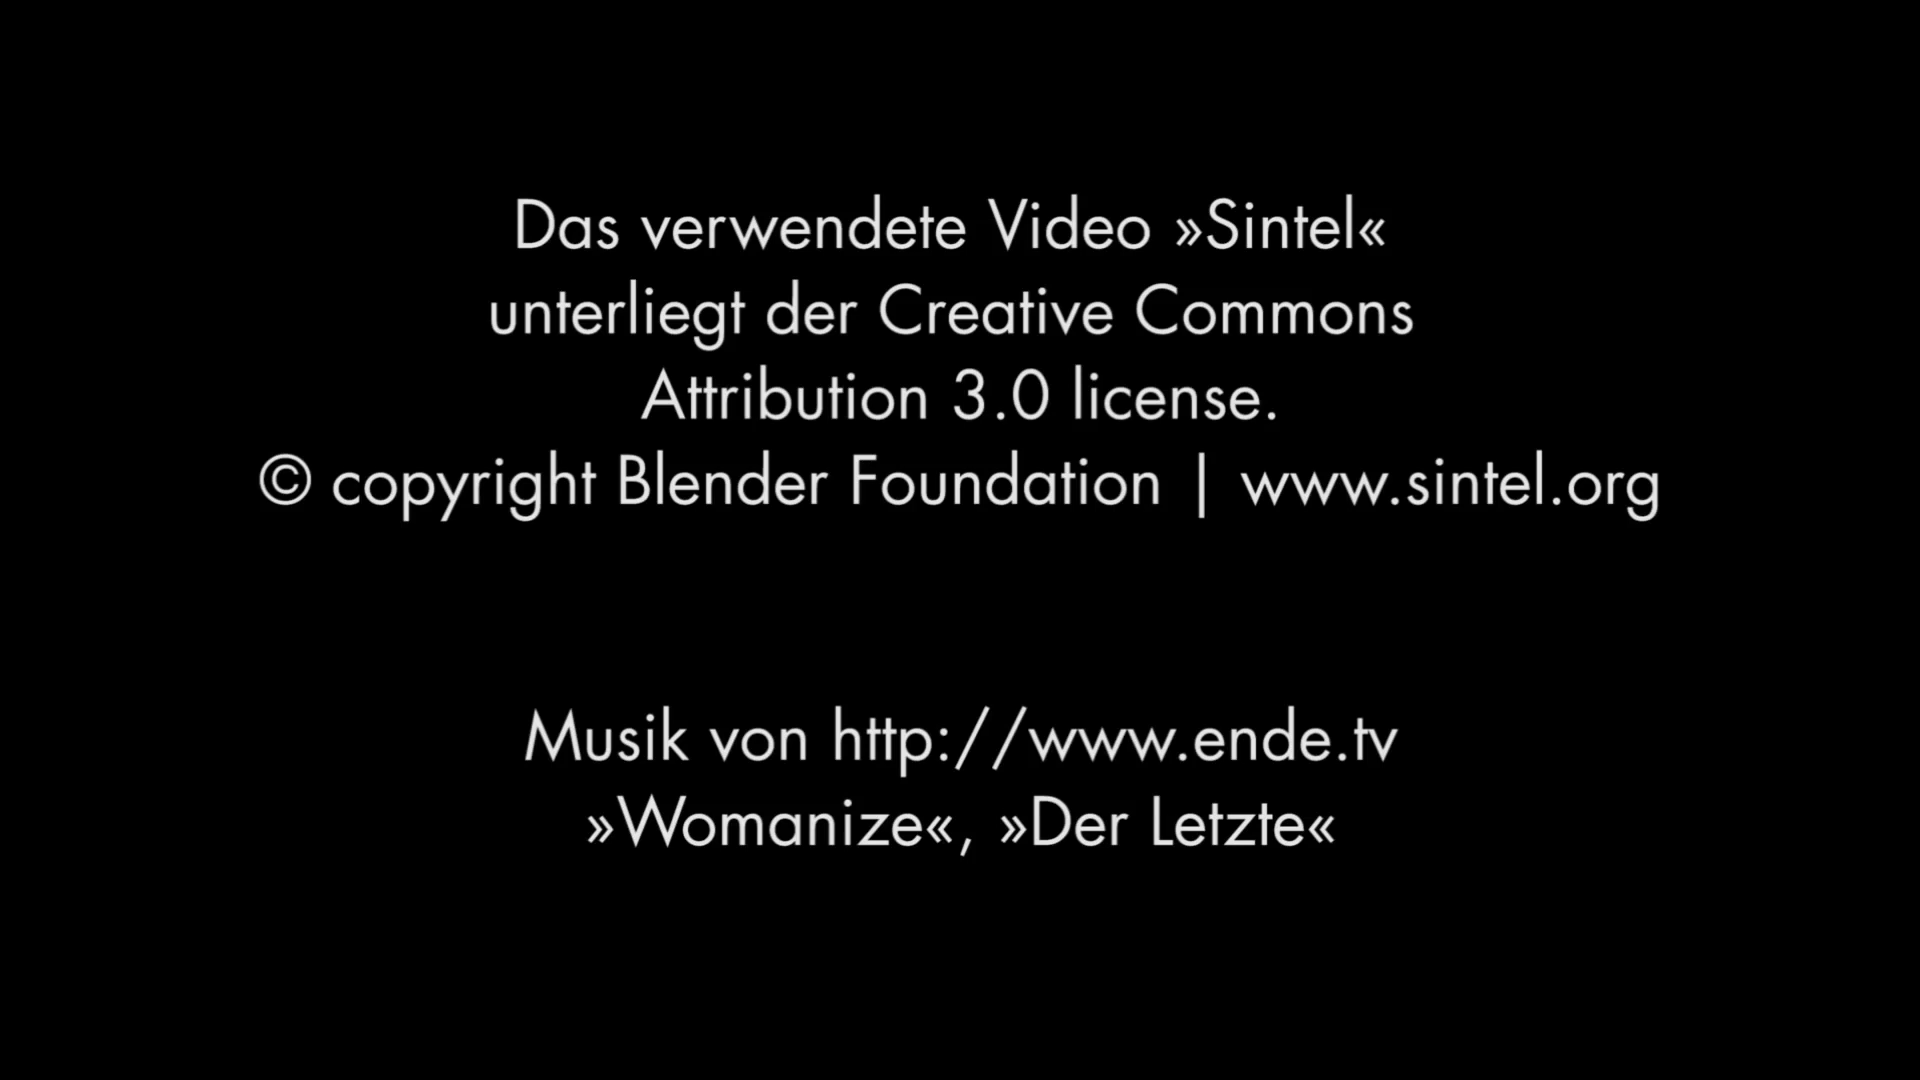 Das verwendete Video »Sintel«
unterliegt der Creative Commons
Attribution 3.0 license.
© copyright Blender Foundation | www.sintel.org
Musik von http://www.ende.tv
»Womanize«, »Der Letzte«